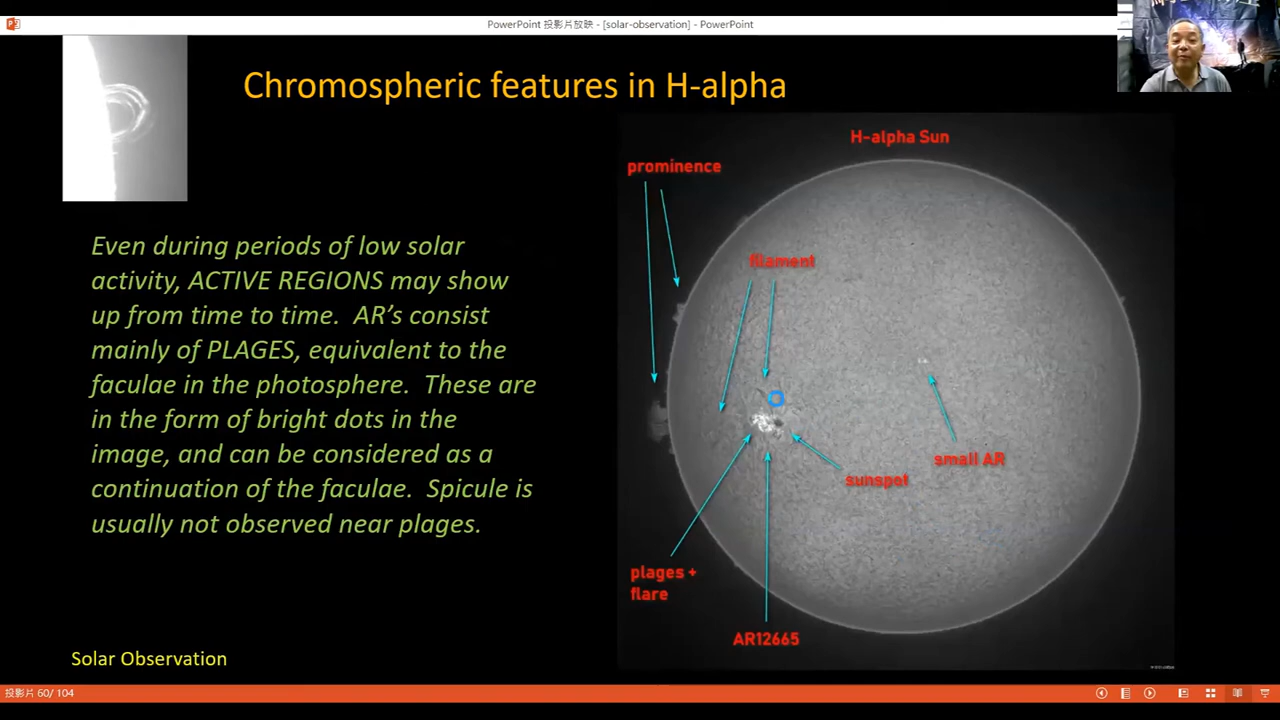 PowerPoint 投影片放映 - [solar-observation] - PowerPoint
Chromospheric features in H-alpha
H-alpha Sun
prominence
filament
Even during periods of low solar
activity, ACTIVE REGIONS may show
up from time to time. AR’s consist
mainly of PLAGES, equivalent to the
faculae in the photosphere. These are
in the form of bright dots in the
image, and can be considered as a
continuation of the faculae. Spicule is
usually not observed near plages.
small AR
sunspot
plages +
flare
AR12665
Solar Observation
投影片 60/ 104